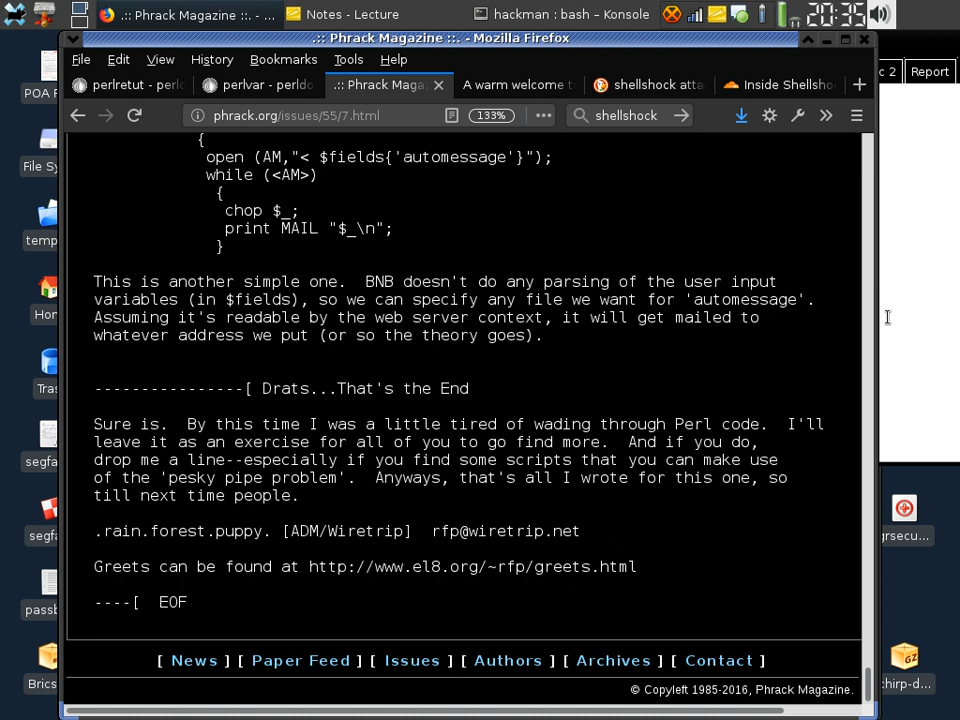 .:: Phrack Magazine ::. - ...
Notes - Lecture
hackman : bash – Konsole
20:35
.:: Phrack Magazine ::. - Mozilla Firefox
File Edit View History Bookmarks Tools Help
perlretut - perl
perlvar - perldo
.:: Phrack Maga
A warm welcome t
shellshock atta
Inside Shellsho
phrack.org/issues/55/7.html
133%
shellshock
{
open (AM,"< $fields{'automessage'}");
while (<AM>)
{
chop $_;
print MAIL "$_\n";
}
This is another simple one. BNB doesn't do any parsing of the user input
variables (in $fields), so we can specify any file we want for 'automessage'.
Assuming it's readable by the web server context, it will get mailed to
whatever address we put (or so the theory goes).
----------------[ Drats...That's the End
Sure is. By this time I was a little tired of wading through Perl code. I'll
leave it as an exercise for all of you to go find more. And if you do,
drop me a line--especially if you find some scripts that you can make use
of the 'pesky pipe problem'. Anyways, that's all I wrote for this one, so
till next time people.
.rain.forest.puppy. [ADM/Wiretrip] rfp@wiretrip.net
Greets can be found at http://www.el8.org/~rfp/greets.html
----[ EOF
[ News ] [ Paper Feed ] [ Issues ] [ Authors ] [ Archives ] [ Contact ]
© Copyleft 1985-2016, Phrack Magazine.
POA F
File Sy
temp
Hon
Tras
segfa
segfa
passb
Brics
c 2
Report
grsecu...
chirp-d...